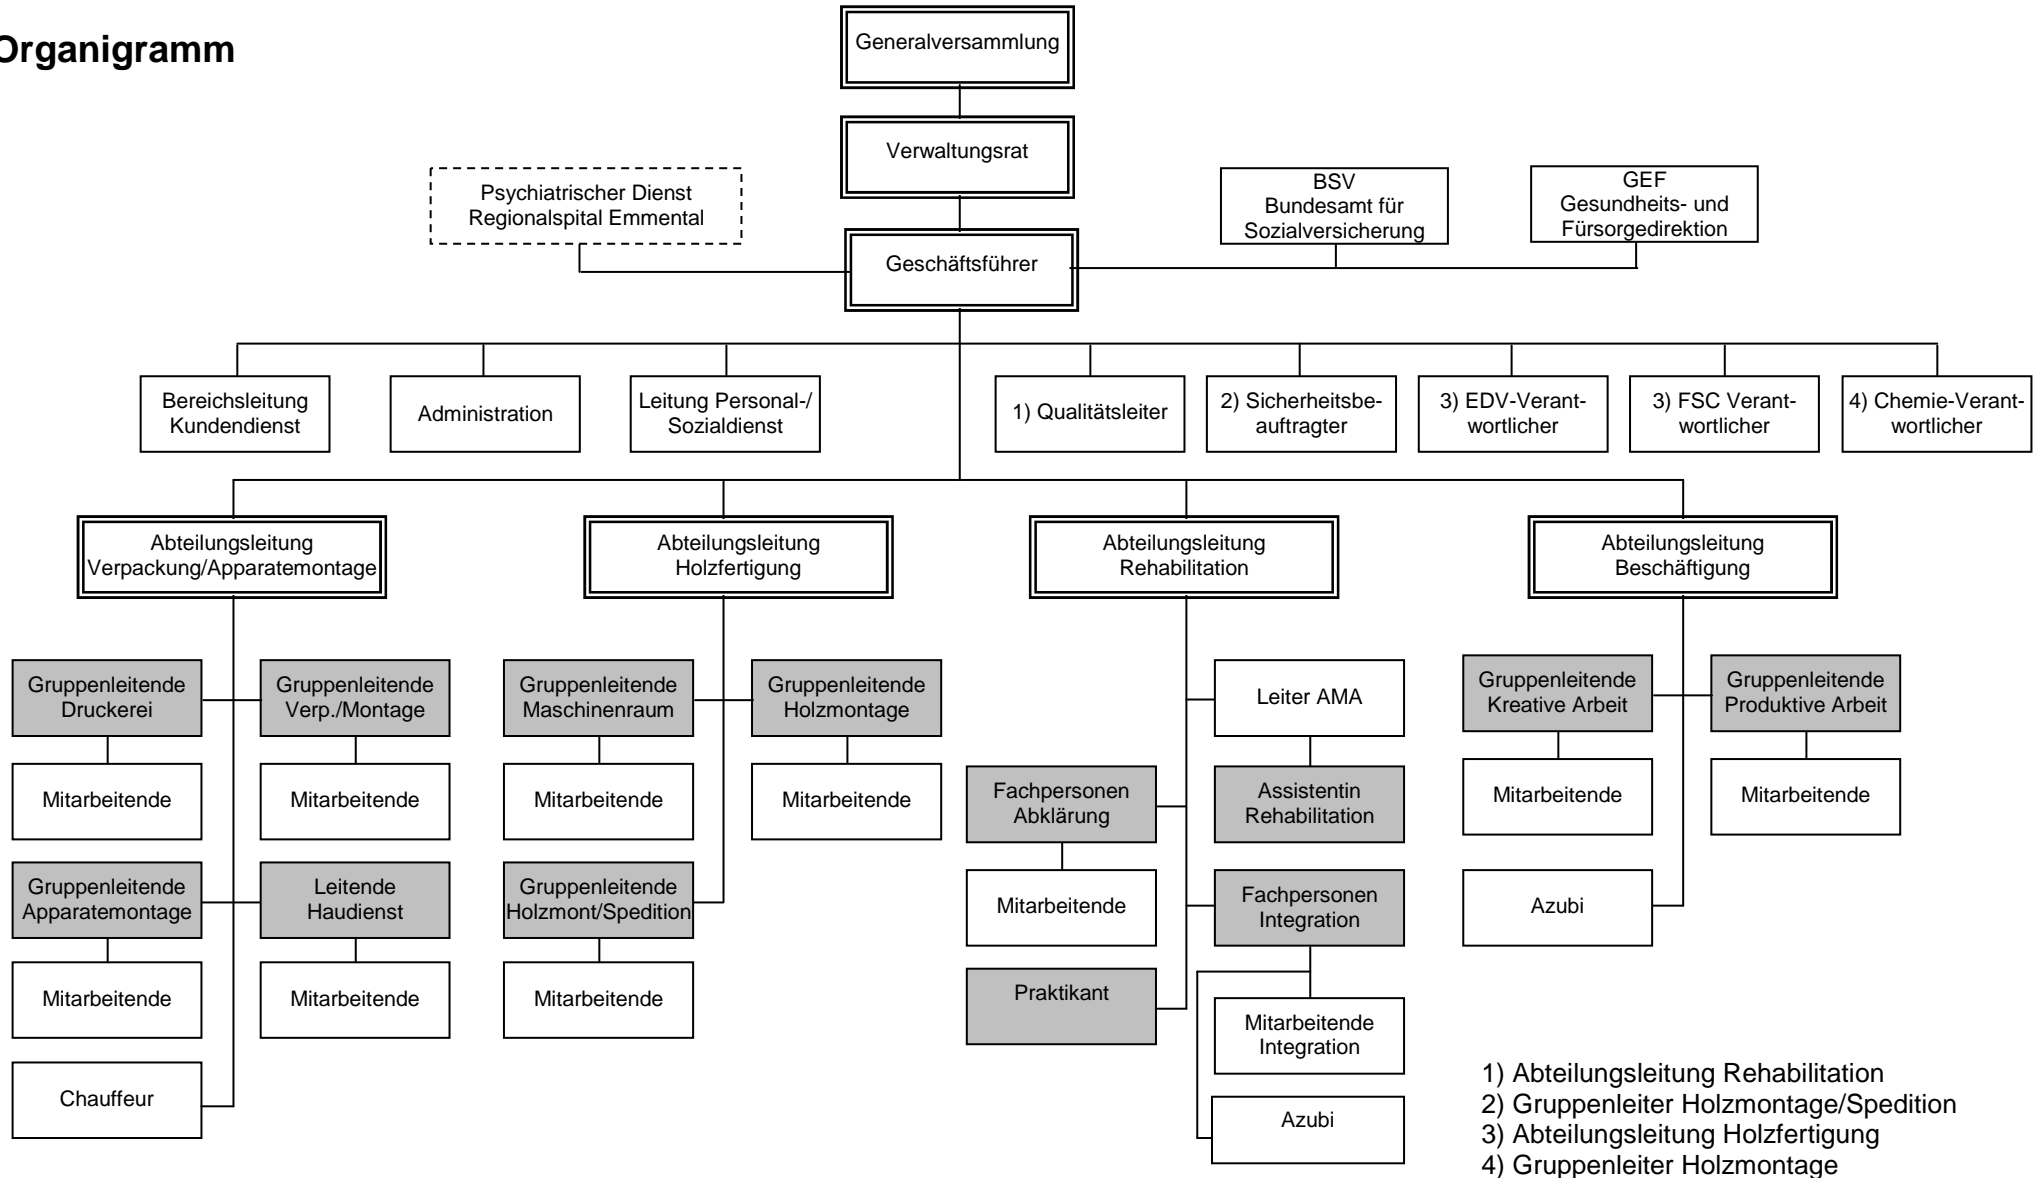 Organigramm
Generalversammlung
Verwaltungsrat
Psychiatrischer Dienst
Regionalspital Emmental
BSV
Bundesamt für
Sozialversicherung
GEF
Gesundheits- und
Fürsorgedirektion
Geschäftsführer
Bereichsleitung
Kundendienst
Administration
Leitung Personal-/
Sozialdienst
1) Qualitätsleiter
2) Sicherheitsbe-
auftragter
3) EDV-Verant-
wortlicher
3) FSC Verant-
wortlicher
4) Chemie-Verant-
wortlicher
Abteilungsleitung
Verpackung/Apparatemontage
Abteilungsleitung
Holzfertigung
Abteilungsleitung
Rehabilitation
Abteilungsleitung
Beschäftigung
Gruppenleitende
Druckerei
Gruppenleitende
Verp./Montage
Gruppenleitende
Maschinenraum
Gruppenleitende
Holzmontage
Leiter AMA
Gruppenleitende
Kreative Arbeit
Gruppenleitende
Produktive Arbeit
Mitarbeitende
Mitarbeitende
Mitarbeitende
Mitarbeitende
Fachpersonen
Abklärung
Assistentin
Rehabilitation
Mitarbeitende
Mitarbeitende
Gruppenleitende
Apparatemontage
Leitende
Haudienst
Gruppenleitende
Holzmont/Spedition
Mitarbeitende
Fachpersonen
Integration
Azubi
Mitarbeitende
Mitarbeitende
Mitarbeitende
Praktikant
Mitarbeitende
Integration
Chauffeur
Azubi
1) Abteilungsleitung Rehabilitation
2) Gruppenleiter Holzmontage/Spedition
3) Abteilungsleitung Holzfertigung
4) Gruppenleiter Holzmontage